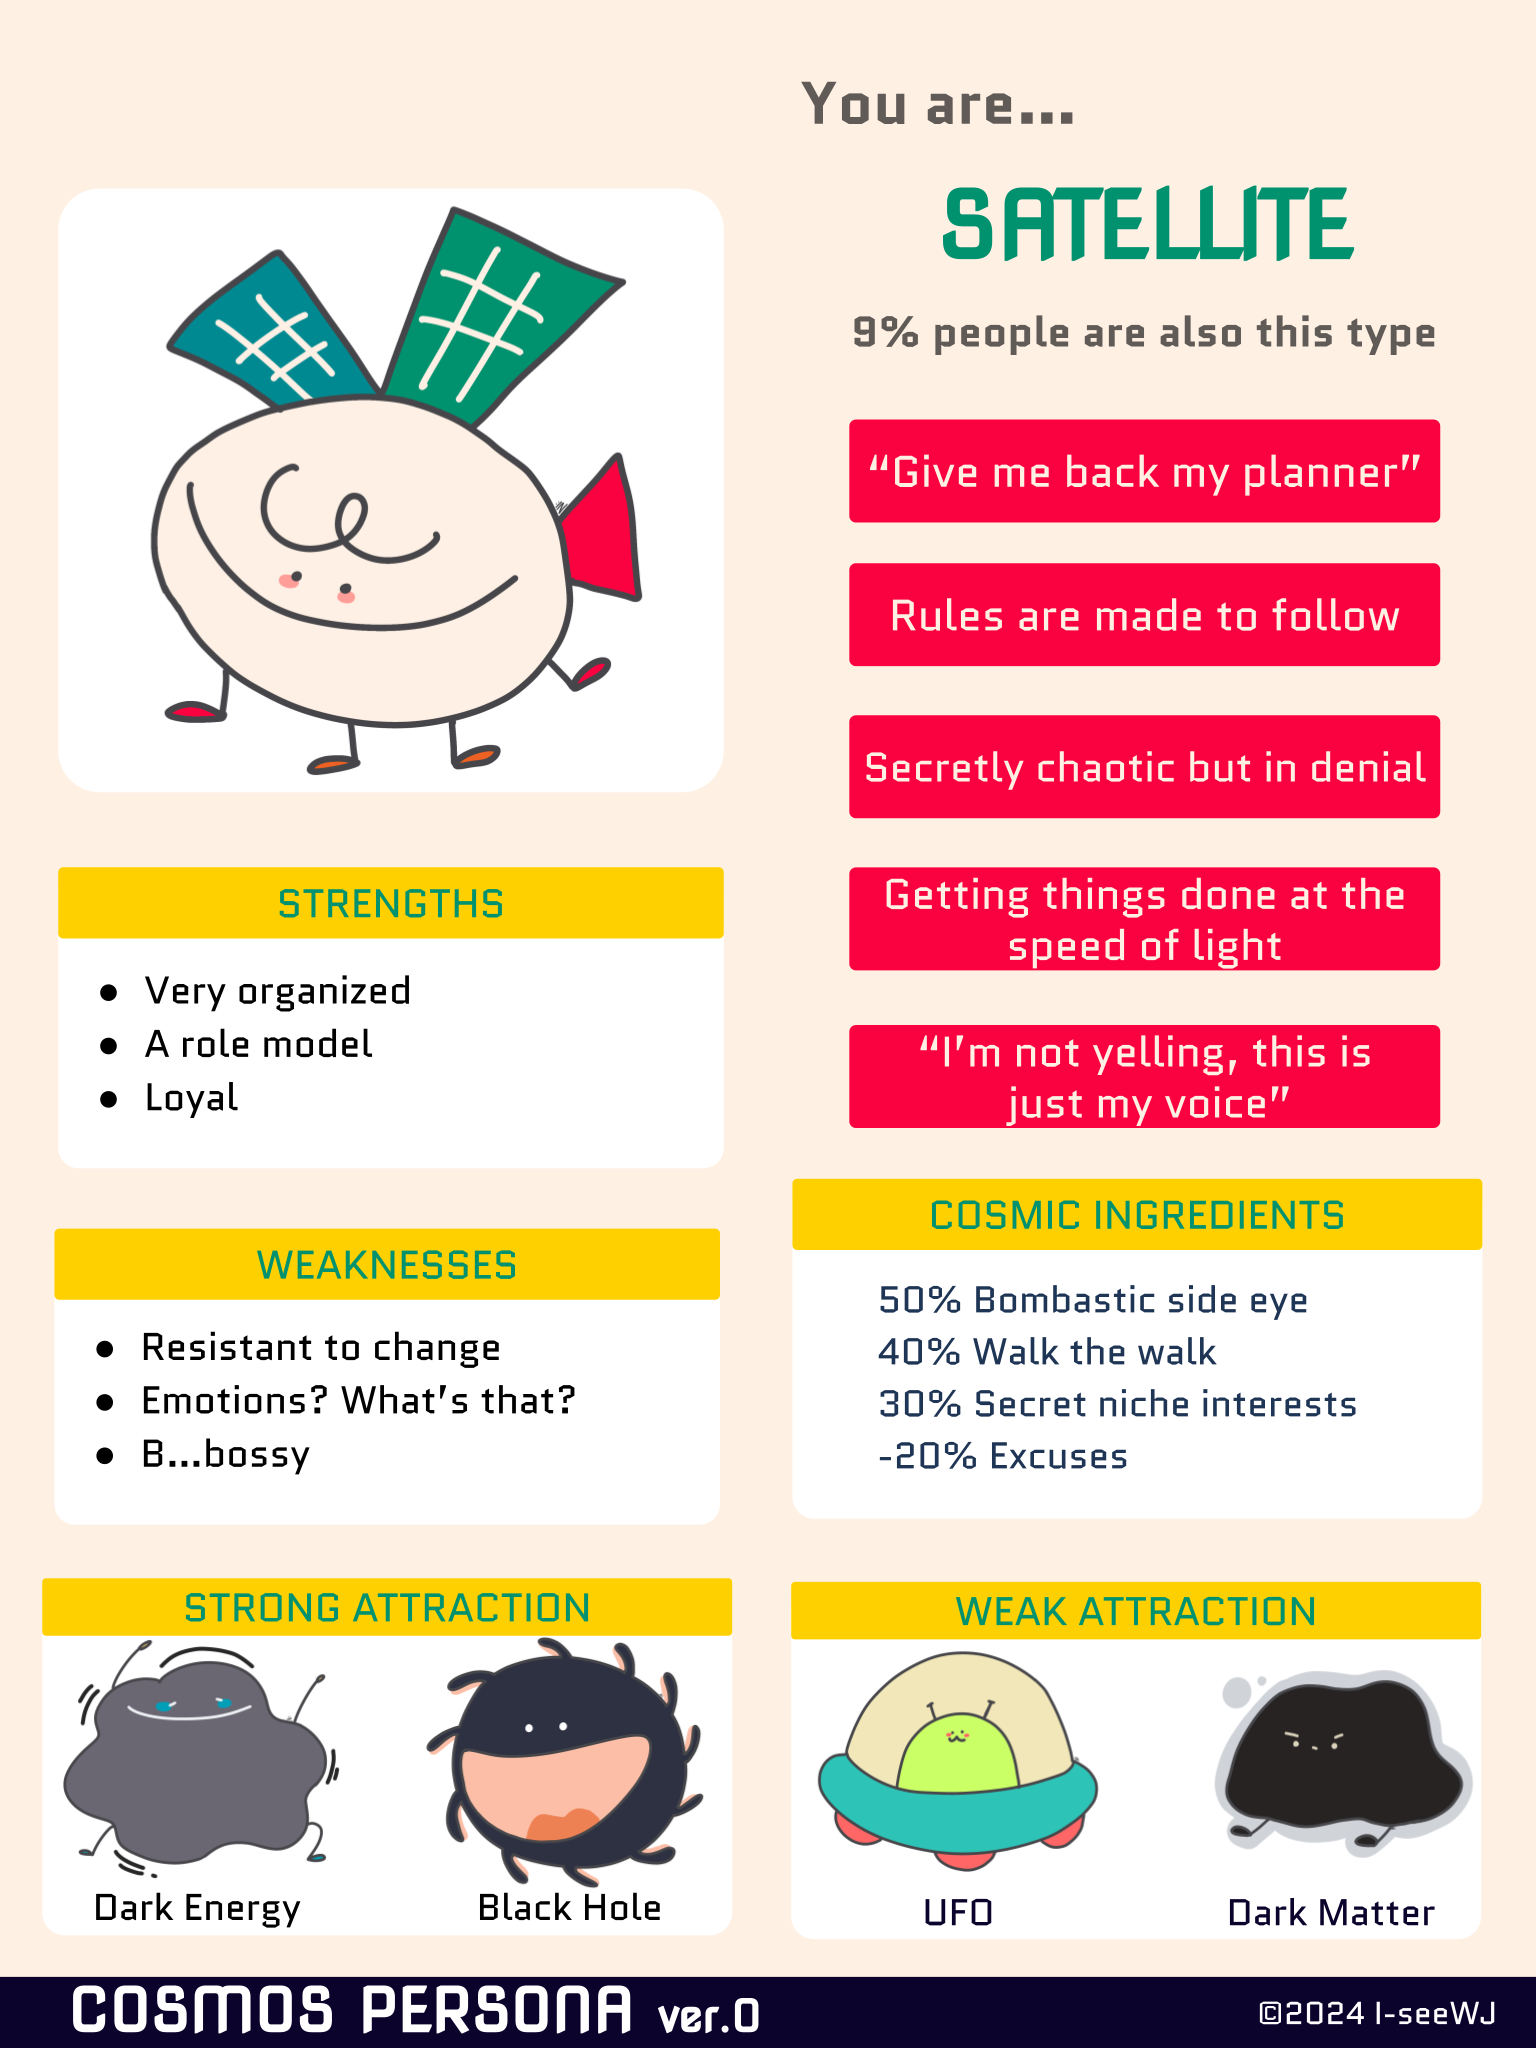 You are...
SATELLITE
9% people are also this type
“Give me back my planner”
Rules are made to follow
Secretly chaotic but in denial
Getting things done at the
speed of light
“I’m not yelling, this is
just my voice”
STRENGTHS
● Very organized
● A role model
● Loyal
WEAKNESSES
● Resistant to change
● Emotions? What’s that?
● B...bossy
COSMIC INGREDIENTS
50% Bombastic side eye
40% Walk the walk
30% Secret niche interests
-20% Excuses
STRONG ATTRACTION
Dark Energy
Black Hole
WEAK ATTRACTION
UFO
Dark Matter
COSMOS PERSONA ver.0
©2024 I-seeWJ